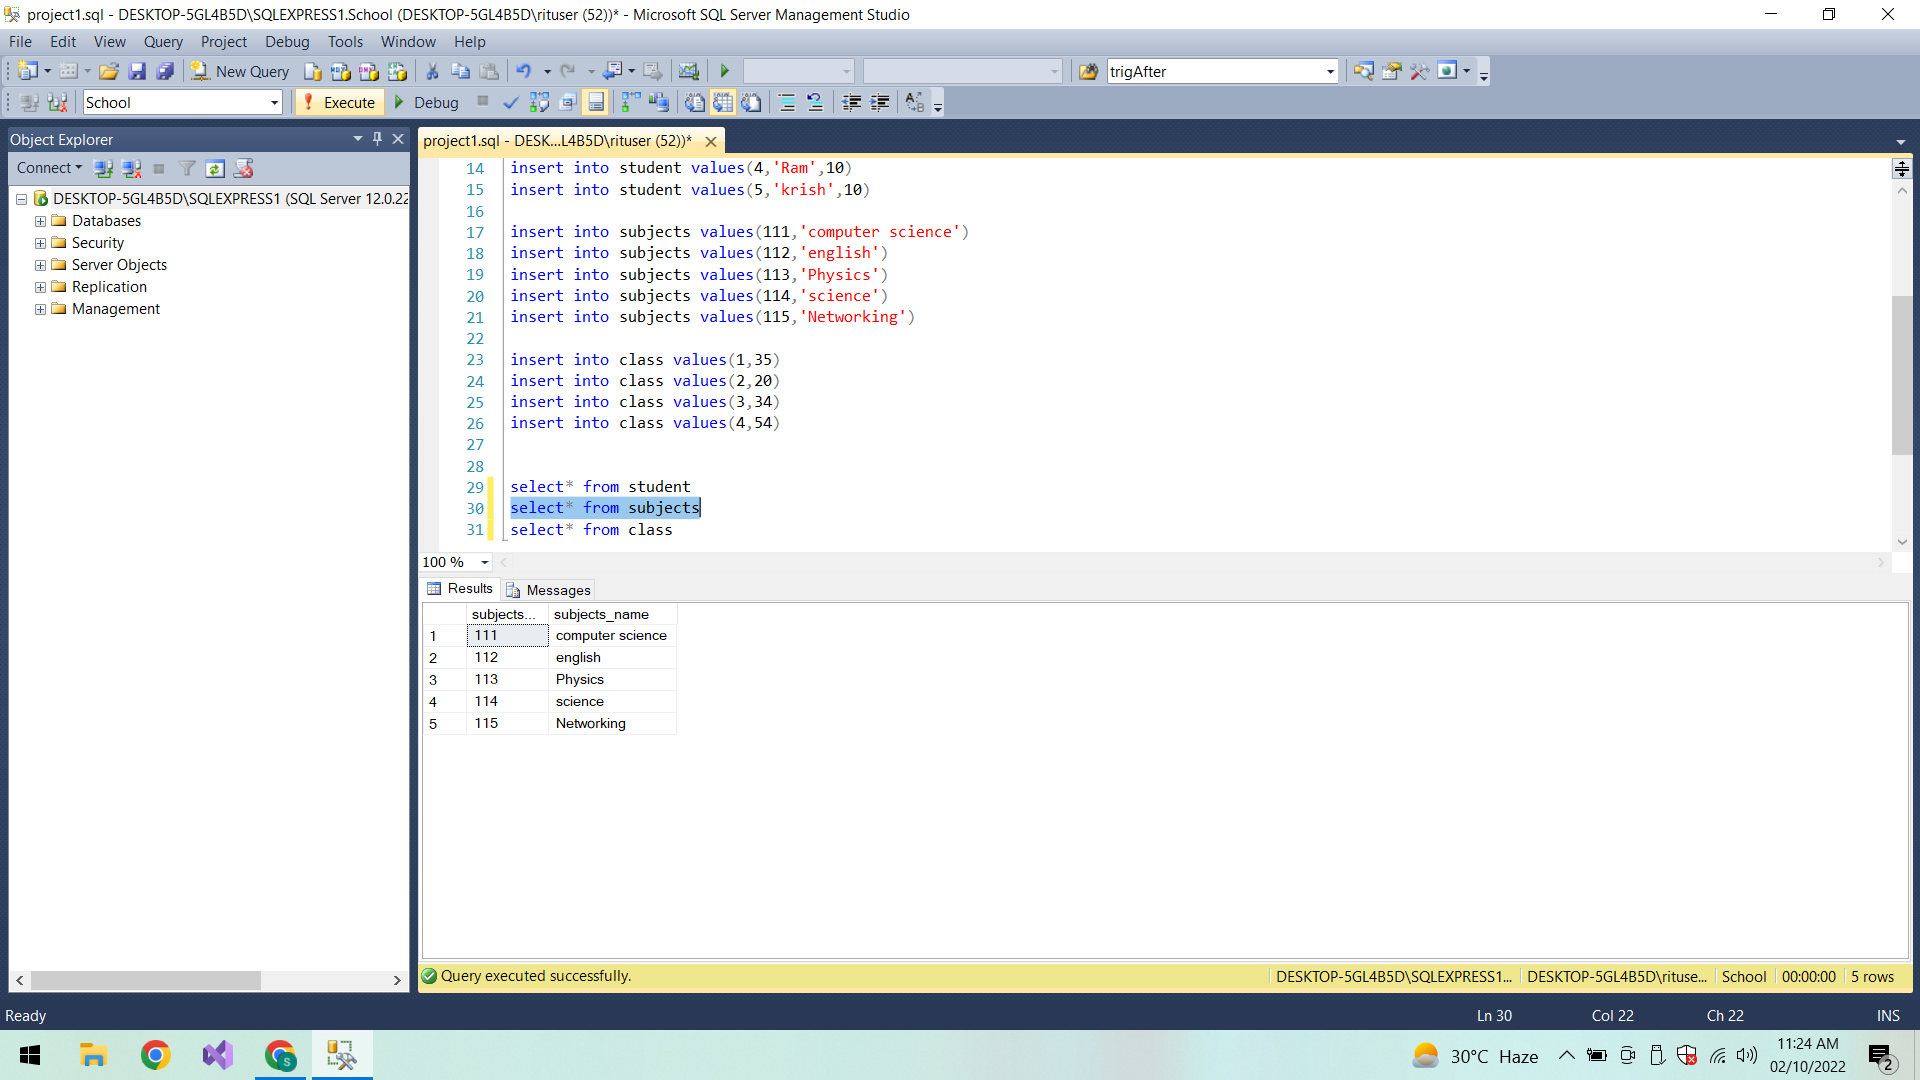 project1.sql - DESKTOP-5GL4B5D\SQLEXPRESS1.School (DESKTOP-5GL4B5D\rituser (52))* - Microsoft SQL Server Management Studio
File Edit View Query Project Debug Tools Window Help
New Query trigAfter
School Execute Debug
Object Explorer
Connect
DESKTOP-5GL4B5D\SQLEXPRESS1 (SQL Server 12.0.22
Databases
Security
Server Objects
Replication
Management
project1.sql - DESK...L4B5D\rituser (52))*
14 insert into student values(4,'Ram',10)
15 insert into student values(5,'krish',10)
16
17 insert into subjects values(111,'computer science')
18 insert into subjects values(112,'english')
19 insert into subjects values(113,'Physics')
20 insert into subjects values(114,'science')
21 insert into subjects values(115,'Networking')
22
23 insert into class values(1,35)
24 insert into class values(2,20)
25 insert into class values(3,34)
26 insert into class values(4,54)
27
28
29 select* from student
30 select* from subjects
31 select* from class
100 %
Results Messages
subjects... subjects_name
1 111 computer science
2 112 english
3 113 Physics
4 114 science
5 115 Networking
Query executed successfully. DESKTOP-5GL4B5D\SQLEXPRESS1... DESKTOP-5GL4B5D\rituse... School 00:00:00 5 rows
Ready Ln 30 Col 22 Ch 22 INS
30°C Haze 11:24 AM
02/10/2022 2